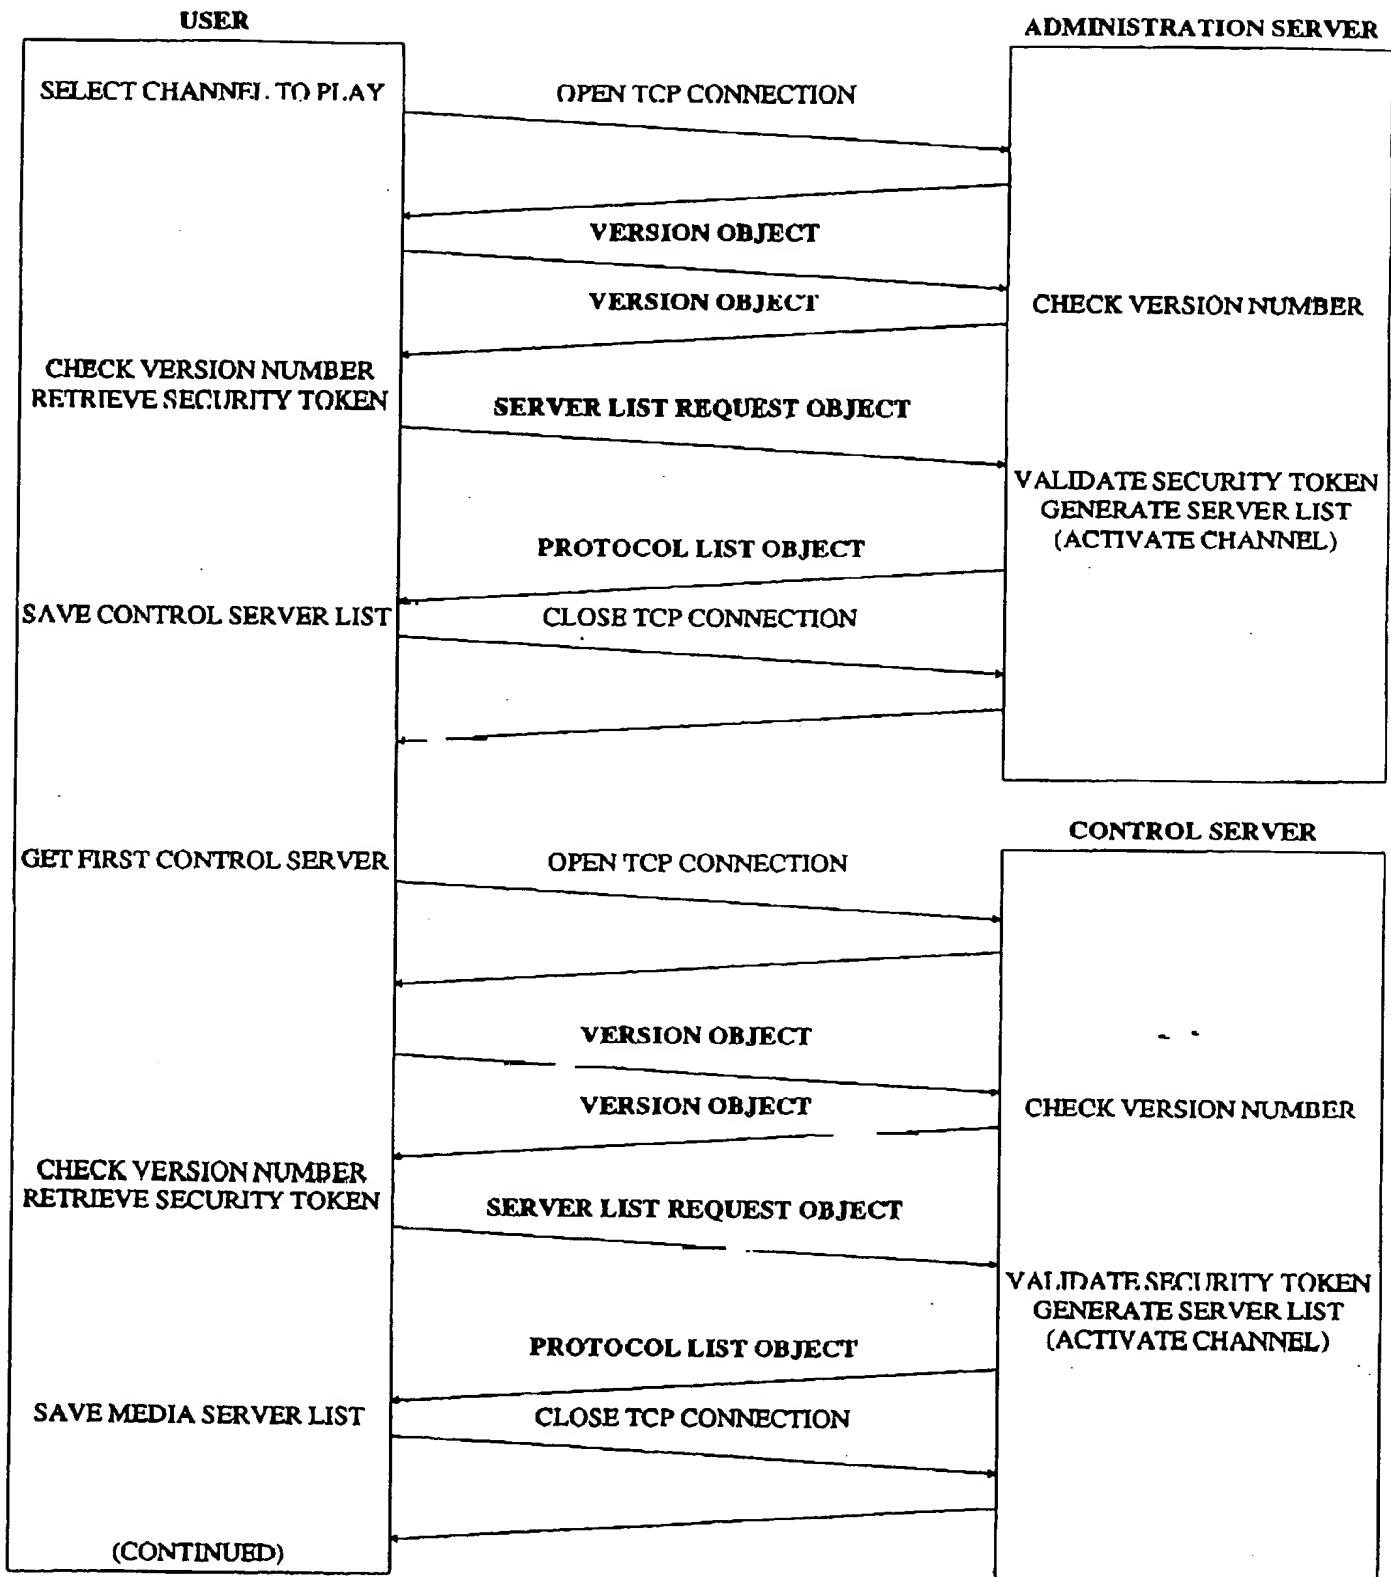 USER
ADMINISTRATION SERVER
SELECT CHANNEL TO PLAY
OPEN TCP CONNECTION
VERSION OBJECT
VERSION OBJECT
CHECK VERSION NUMBER
CHECK VERSION NUMBER
RETRIEVE SECURITY TOKEN
SERVER LIST REQUEST OBJECT
VALIDATE SECURITY TOKEN
GENERATE SERVER LIST
(ACTIVATE CHANNEL)
PROTOCOL LIST OBJECT
SAVE CONTROL SERVER LIST
CLOSE TCP CONNECTION
CONTROL SERVER
GET FIRST CONTROL SERVER
OPEN TCP CONNECTION
VERSION OBJECT
VERSION OBJECT
CHECK VERSION NUMBER
CHECK VERSION NUMBER
RETRIEVE SECURITY TOKEN
SERVER LIST REQUEST OBJECT
VALIDATE SECURITY TOKEN
GENERATE SERVER LIST
(ACTIVATE CHANNEL)
PROTOCOL LIST OBJECT
SAVE MEDIA SERVER LIST
CLOSE TCP CONNECTION
(CONTINUED)